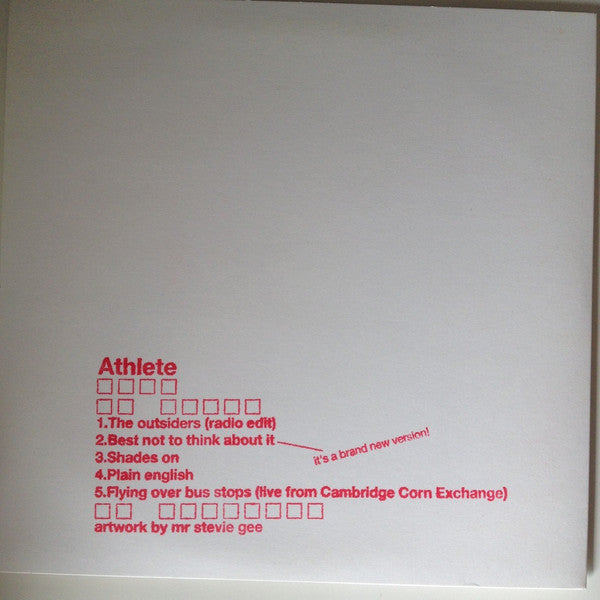 Athlete
□□□□
□□ □□□□□
1.The outsiders (radio edit)
2.Best not to think about it
it's a brand new version!
3.Shades on
4.Plain english
5.Flying over bus stops (live from Cambridge Corn Exchange)
□□ □□□□□□□□
artwork by mr stevie gee